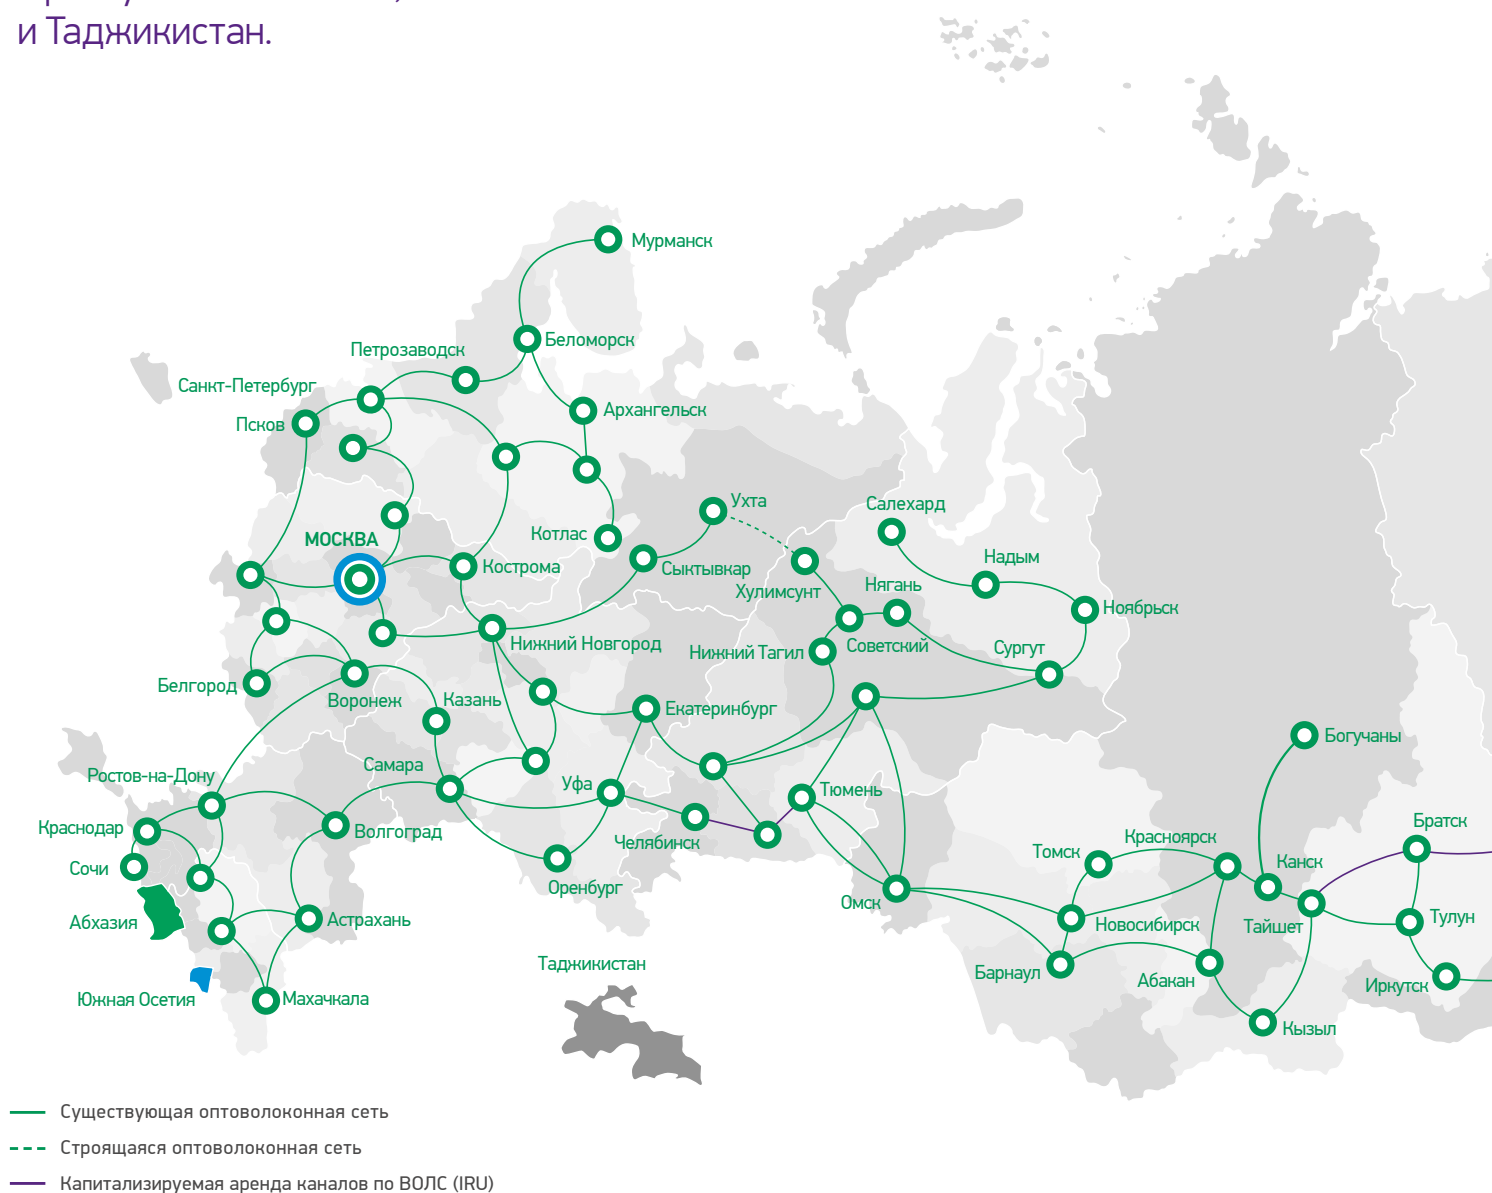 и Таджикистан.
Мурманск
Беломорск
Петрозаводск
Санкт-Петербург
Архангельск
Псков
Ухта
Салехард
Котлас
МОСКВА
Надым
Кострома
Сыктывкар
Хулимсунт
Нягань
Ноябрьск
Нижний Новгород
Нижний Тагил
Советский
Сургут
Белгород
Воронеж
Казань
Екатеринбург
Богучаны
Самара
Ростов-на-Дону
Уфа
Тюмень
Братск
Краснодар
Волгоград
Челябинск
Красноярск
Томск
Канск
Сочи
Оренбург
Омск
Абхазия
Астрахань
Новосибирск
Тайшет
Тулун
Таджикистан
Барнаул
Абакан
Иркутск
Южная Осетия
Махачкала
Кызыл
Существующая оптоволоконная сеть
Строящаяся оптоволоконная сеть
Капитализируемая аренда каналов по ВОЛС (IRU)